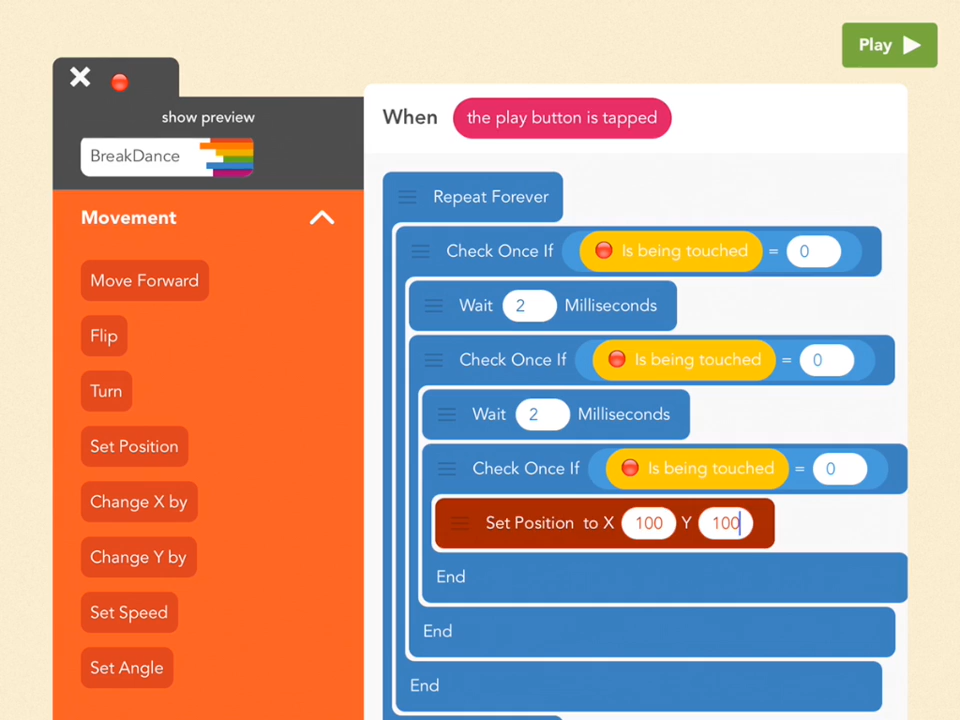 Play
show preview
BreakDance
Movement
Move Forward
Flip
Turn
Set Position
Change X by
Change Y by
Set Speed
Set Angle
When the play button is tapped
Repeat Forever
Check Once If Is being touched = 0
Wait 2 Milliseconds
Check Once If Is being touched = 0
Wait 2 Milliseconds
Check Once If Is being touched = 0
Set Position to X 100 Y 100
End
End
End